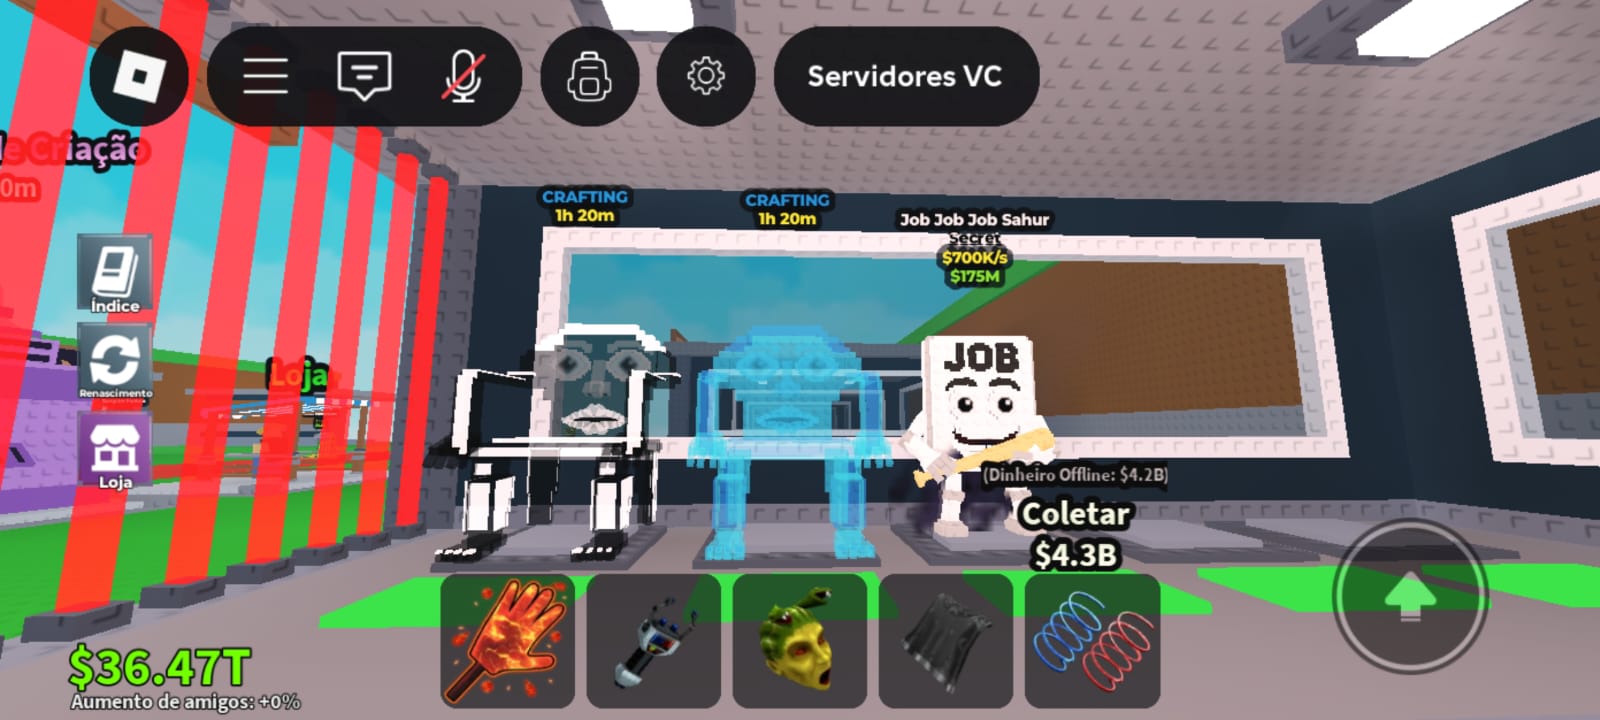 Servidores VC
de Criação
0m
CRAFTING
1h 20m
CRAFTING
1h 20m
Job Job Job Sahur
Secret
$700K/s
$175M
Índice
Renascimento
Loja
Loja
JOB
(Dinheiro Offline: $4.2B)
Coletar
$4.3B
$36.47T
Aumento de amigos: +0%